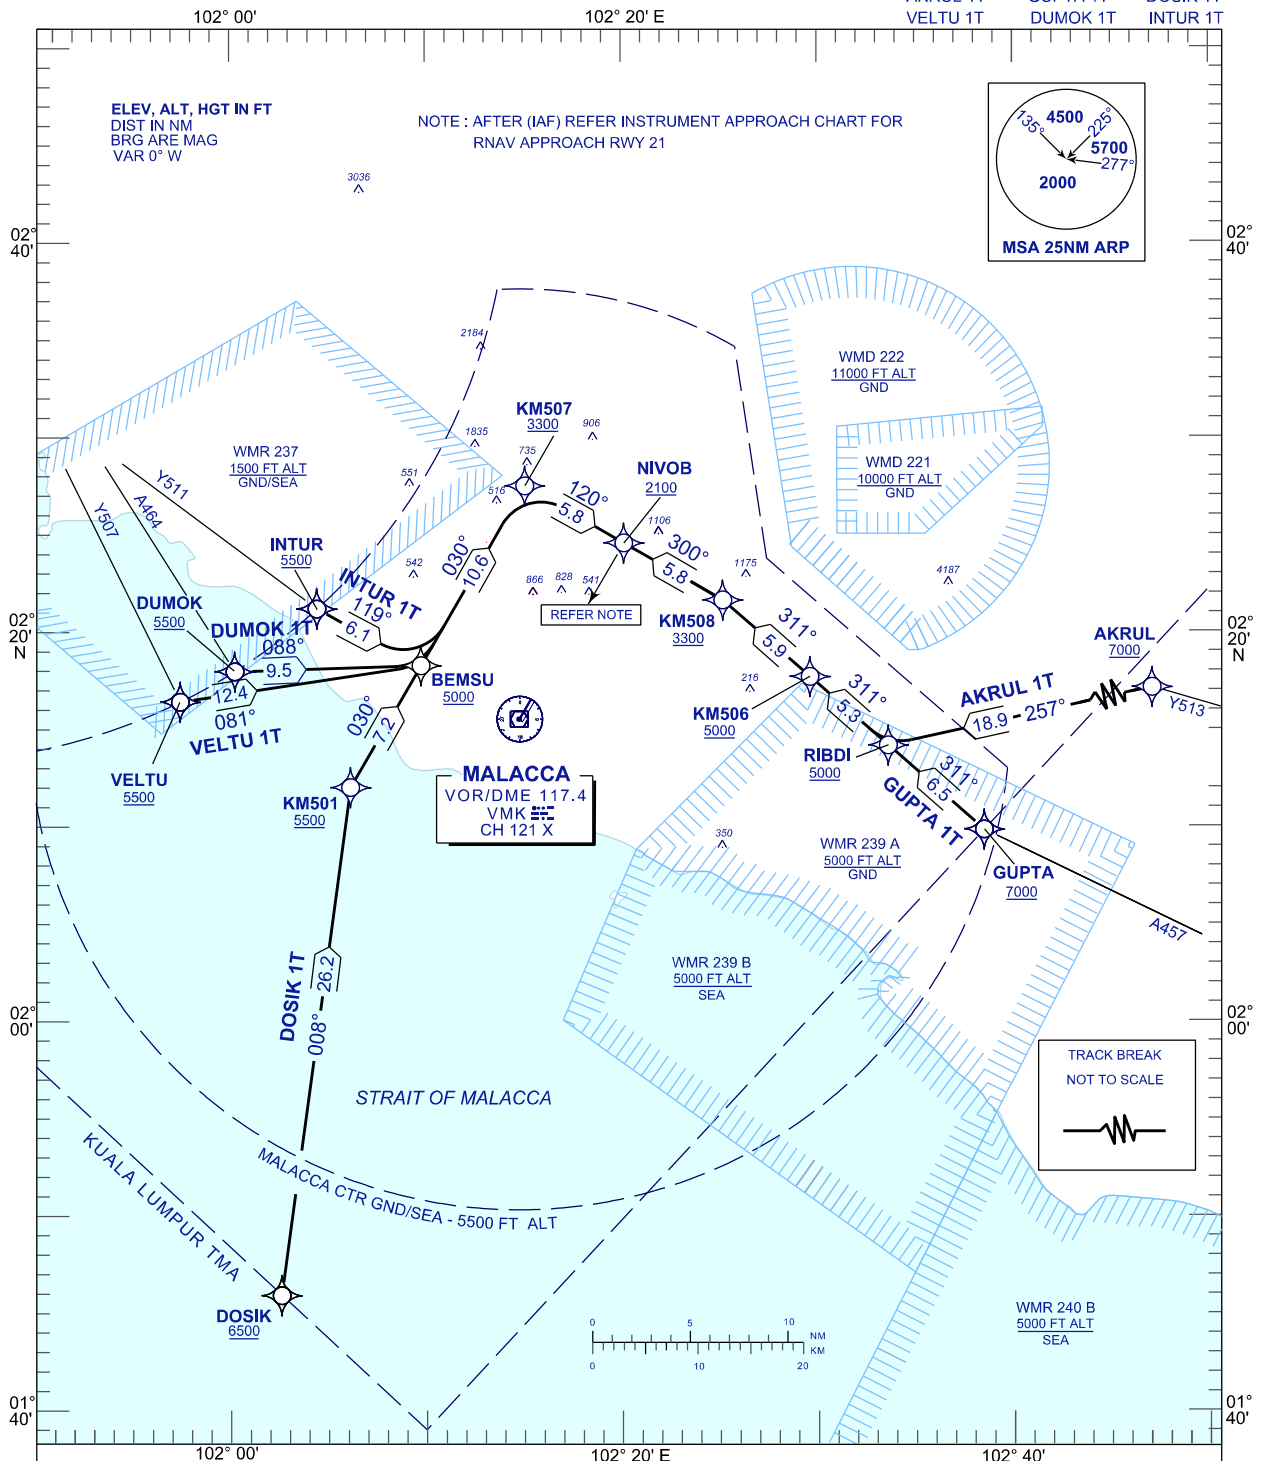 VELTU 1T DUMOK 1T INTUR 1T
102° 00' 102° 20' E
ELEV, ALT, HGT IN FT
DIST IN NM
BRG ARE MAG
VAR 0° W
NOTE : AFTER (IAF) REFER INSTRUMENT APPROACH CHART FOR
RNAV APPROACH RWY 21
4500
135°
225°
5700
277°
2000
MSA 25NM ARP
3036
02°
40'
02°
40'
2184
WMD 222
11000 FT ALT
GND
WMD 221
10000 FT ALT
GND
KM507
3300
906
1835
735
551
516
WMR 237
1500 FT ALT
GND/SEA
Y511
A464
Y507
NIVOB
2100
120°
5.8
1106
300°
5.8
1175
4187
INTUR
5500
INTUR 1T
119°
6.1
542
030°
10.6
866
828
541
REFER NOTE
KM508
3300
311°
5.9
DUMOK
5500
DUMOK 1T
088°
9.5
02°
20'
N
02°
20'
N
AKRUL
7000
AKRUL 1T
18.9 - 257°
Y513
12.4
081°
VELTU 1T
BEMSU
5000
216
KM506
5000
311°
5.3
RIBDI
5000
030°
7.2
VELTU
5500
KM501
5500
MALACCA
VOR/DME 117.4
VMK
CH 121 X
311°
6.5
GUPTA 1T
350
WMR 239 A
5000 FT ALT
GND
GUPTA
7000
A457
WMR 239 B
5000 FT ALT
SEA
DOSIK 1T
26.2
008°
02°
00'
02°
00'
TRACK BREAK
NOT TO SCALE
STRAIT OF MALACCA
KUALA LUMPUR TMA
MALACCA CTR GND/SEA - 5500 FT ALT
DOSIK
6500
WMR 240 B
5000 FT ALT
SEA
0 5 10 NM
KM
0 10 20
01°
40'
01°
40'
102° 00' 102° 20' E 102° 40'